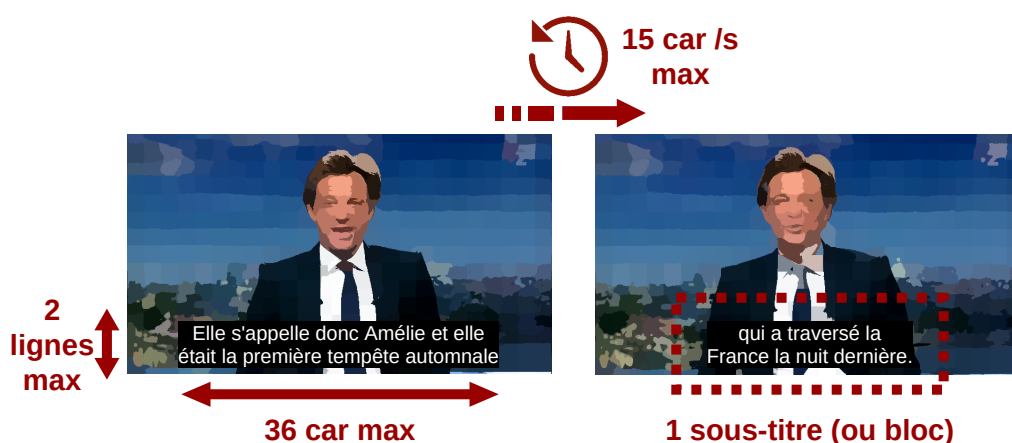 15 car /s
max
2
lignes
max
Elle s'appelle donc Amélie et elle
était la première tempête automnale
qui a traversé la
France la nuit dernière.
36 car max
1 sous-titre (ou bloc)